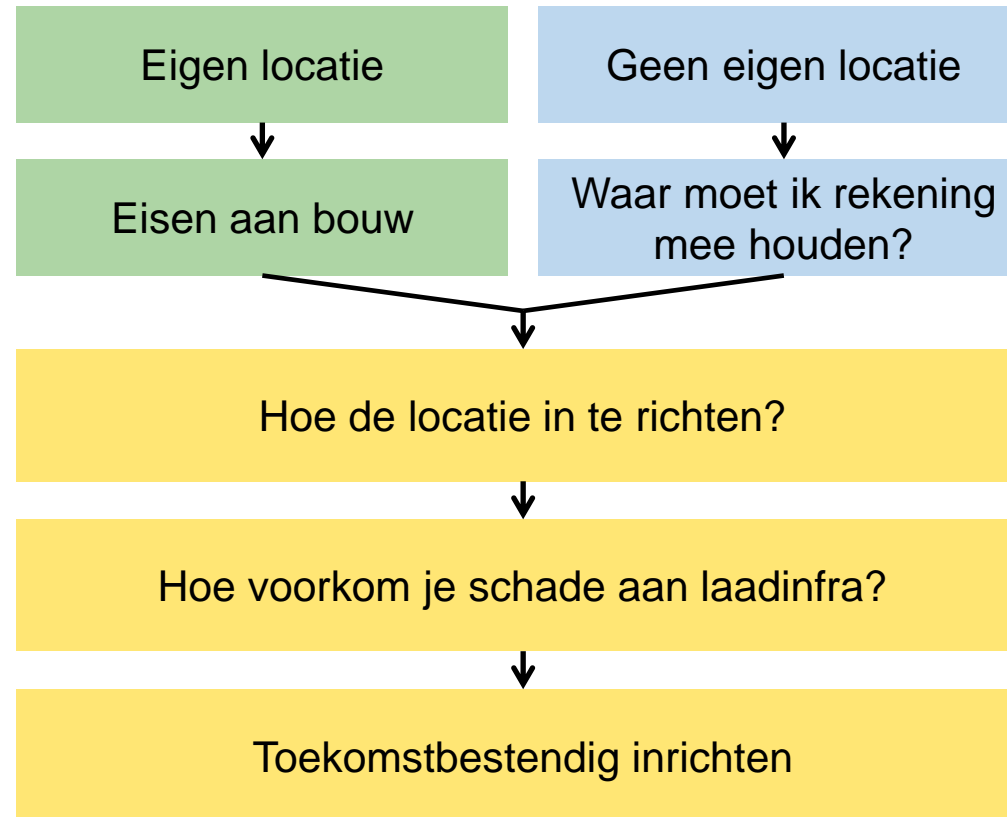 Eigen locatie
Geen eigen locatie
Eisen aan bouw
Waar moet ik rekening
mee houden?
Hoe de locatie in te richten?
Hoe voorkom je schade aan laadinfra?
Toekomstbestendig inrichten